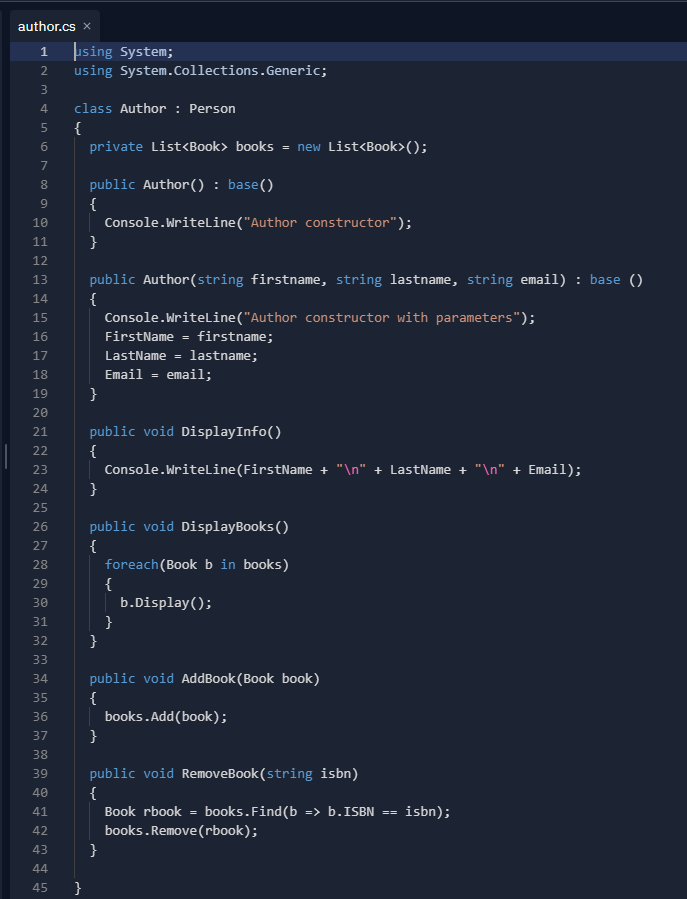 author.cs ×
1 using System;
2 using System.Collections.Generic;
3
4 class Author : Person
5 {
6   private List<Book> books = new List<Book>();
7
8   public Author() : base()
9   {
10     Console.WriteLine("Author constructor");
11   }
12
13   public Author(string firstname, string lastname, string email) : base ()
14   {
15     Console.WriteLine("Author constructor with parameters");
16     FirstName = firstname;
17     LastName = lastname;
18     Email = email;
19   }
20
21   public void DisplayInfo()
22   {
23     Console.WriteLine(FirstName + "\n" + LastName + "\n" + Email);
24   }
25
26   public void DisplayBooks()
27   {
28     foreach(Book b in books)
29     {
30       b.Display();
31     }
32   }
33
34   public void AddBook(Book book)
35   {
36     books.Add(book);
37   }
38
39   public void RemoveBook(string isbn)
40   {
41     Book rbook = books.Find(b => b.ISBN == isbn);
42     books.Remove(rbook);
43   }
44
45 }